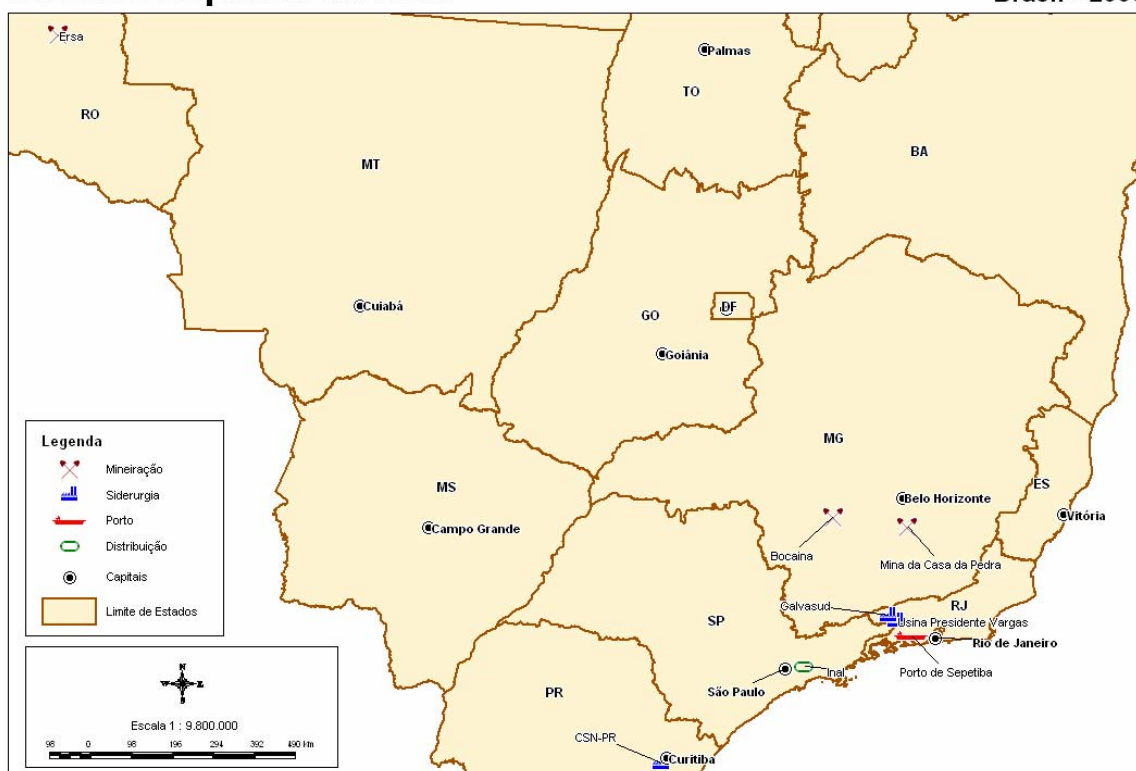 Brasil
Ersa
Palmas
TO
RO
MT
BA
Cuiabá
GO
DF
Goiânia
MG
MS
ES
Belo Horizonte
Vitória
Campo Grande
Bocaina
Mina da Casa da Pedra
Galvasud
RJ
Usina Presidente Vargas
SP
Rio de Janeiro
Porto de Sepetiba
Inal
São Paulo
PR
CSN-PR
Curitiba
Legenda
Mineiração
Siderurgia
Porto
Distribuição
Capitais
Limite de Estados
N
W E
S
Escala 1 : 9.800.000
98 0 98 196 294 392 490 Km